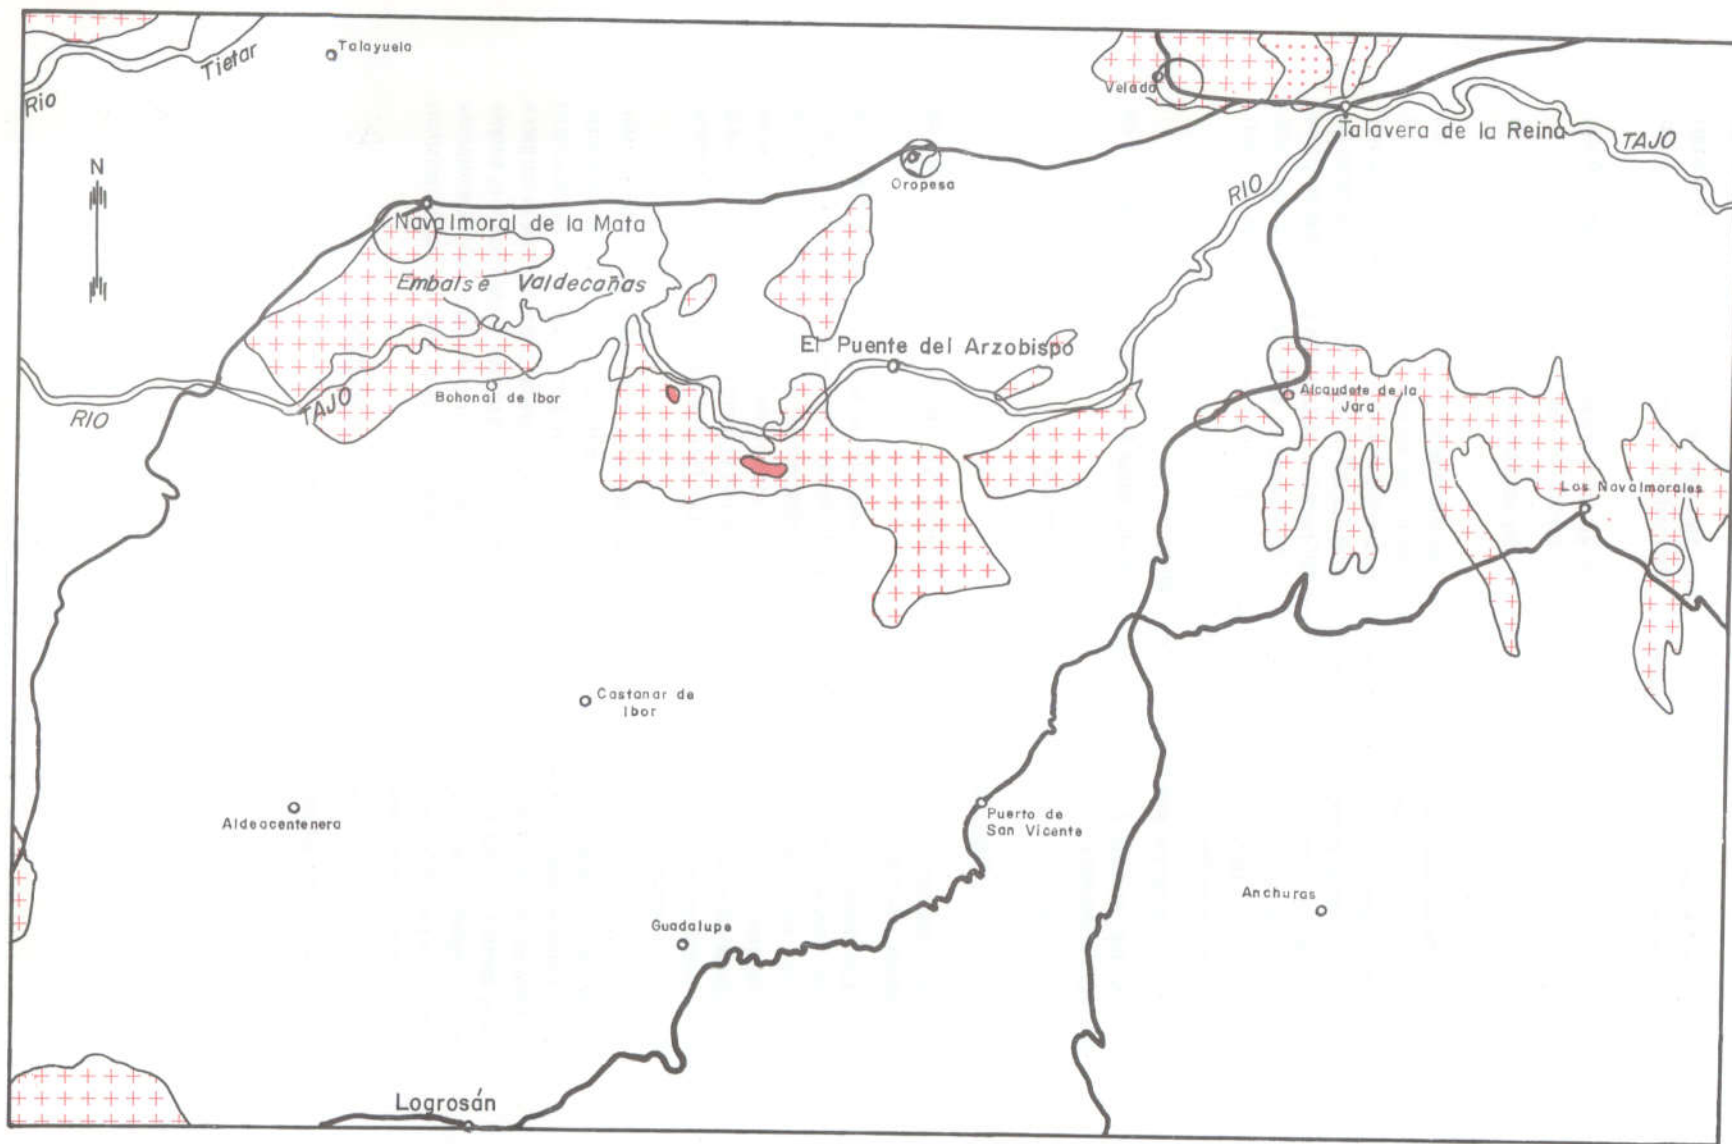 Talayuela
Tietar
Rio
Velada
Talavera de la Reina
TAJO
N
Oropesa
RIO
Navalmoral de la Mata
Embalse Valdecañas
El Puente del Arzobispo
RIO
TAJO
Bohonal de Ibor
Alcaudete de la
Jara
Los Navalmorales
Castanar de
Ibor
Aldeacentenera
Puerto de
San Vicente
Anchuras
Guadalupe
Logrosán